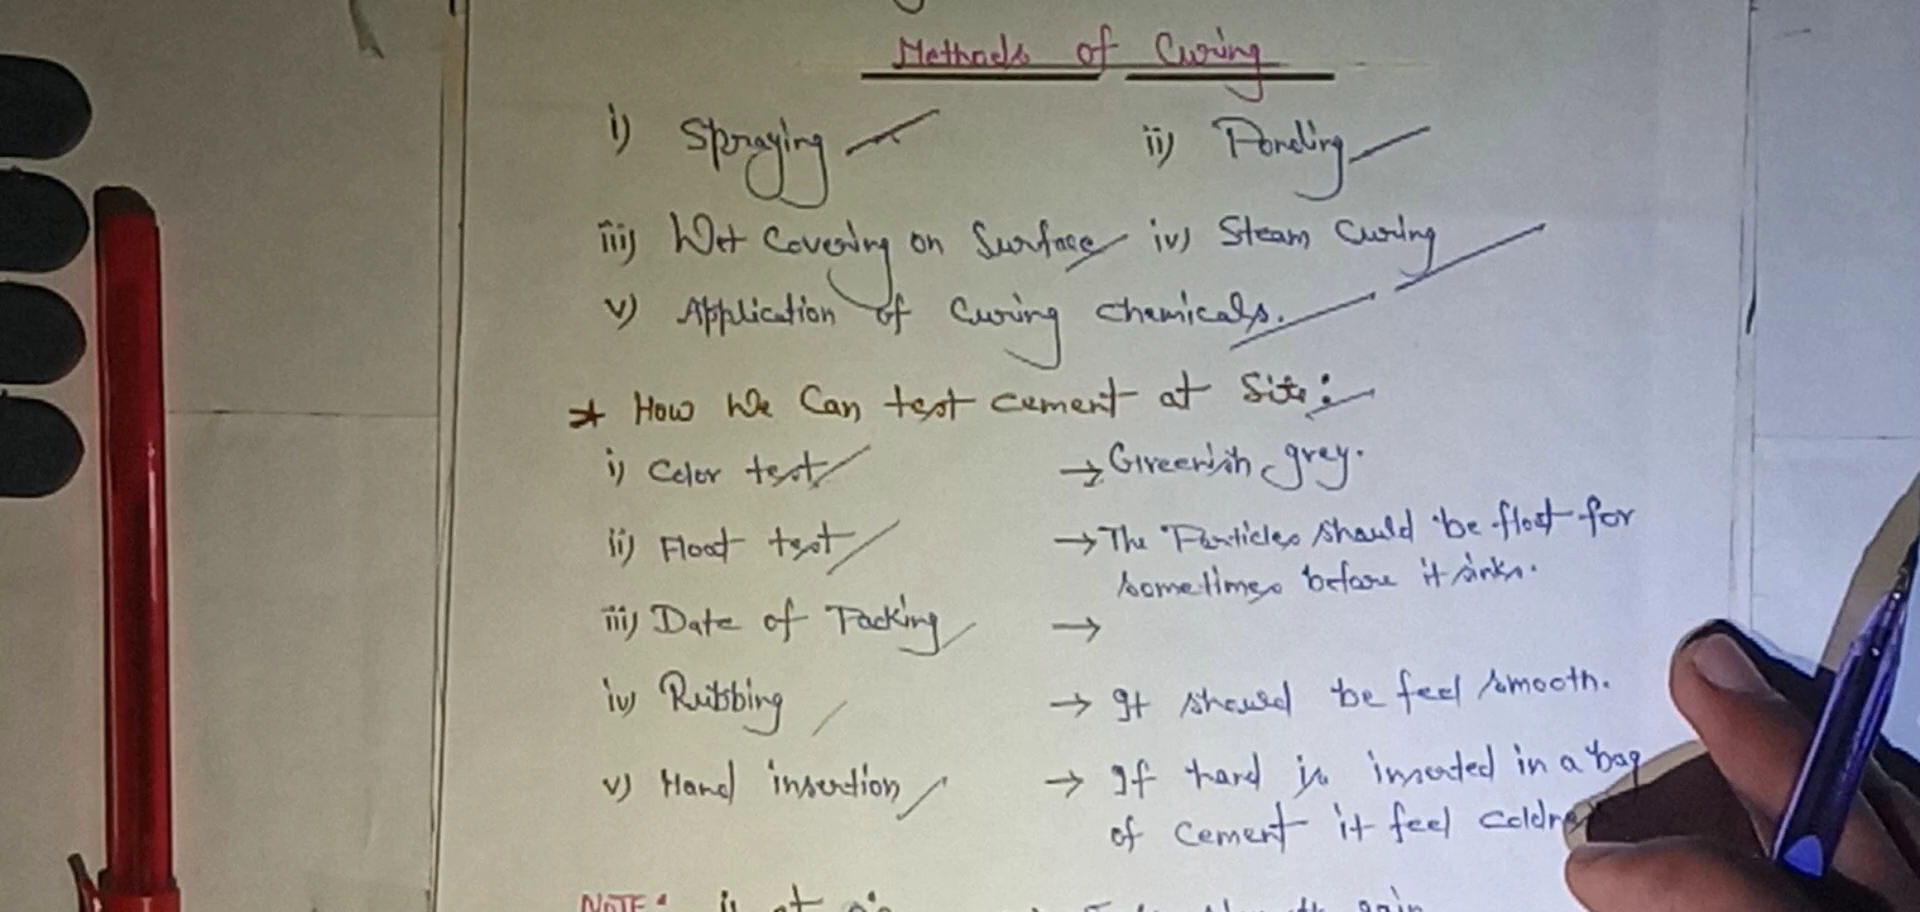 Methods of Curing
i) Spraying ii) Ponding
iii) Wet Covering on Surface iv) Steam Curing
v) Application of Curing chemicals.
* How We Can test cement at Site:
i) Color test → Greenish grey.
ii) Float test → The Particles should be float for
sometimes before it sinks.
iii) Date of Packing →
iv) Rubbing → It should be feel smooth.
v) Hand insertion → If hand is inserted in a bag
of cement it feel
NOTE: